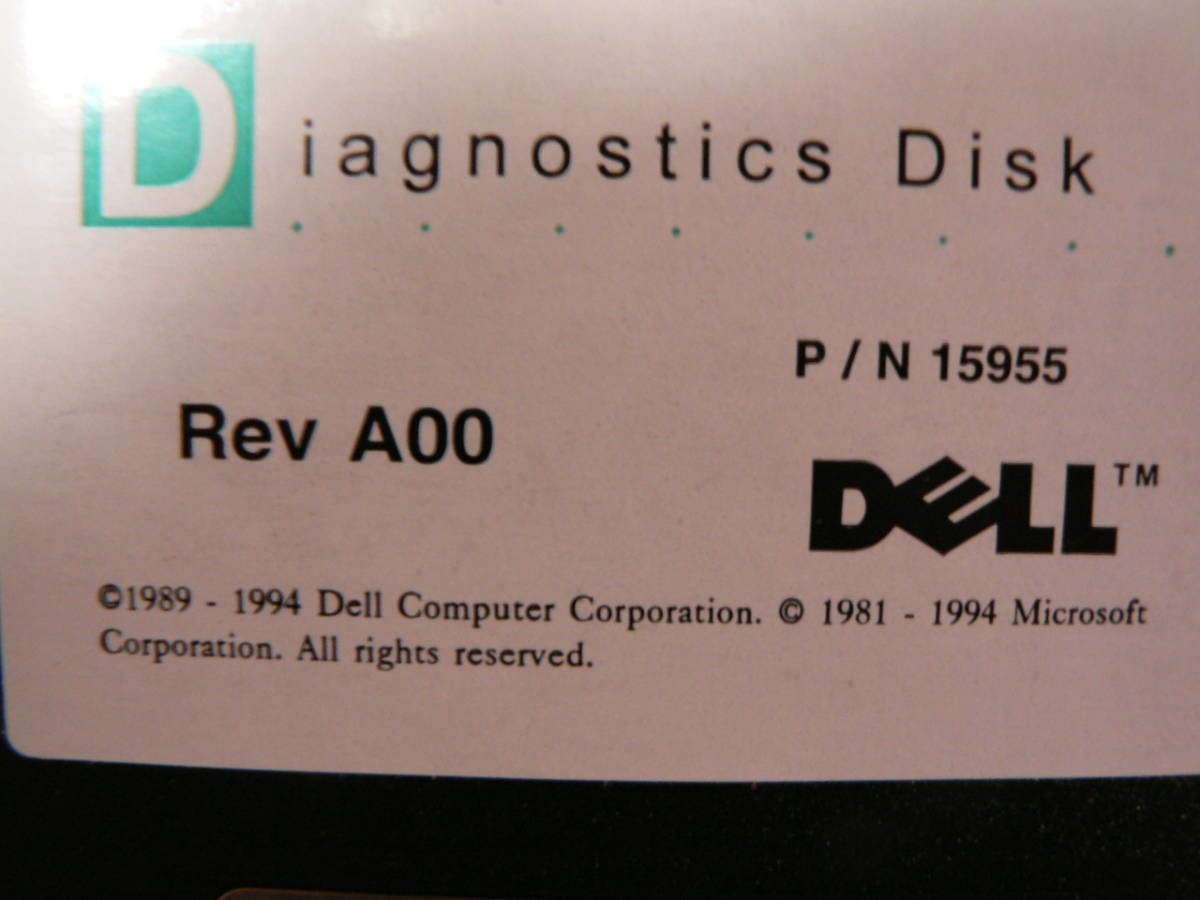 Diagnostics Disk
P / N 15955
Rev A00
DELL™
©1989 - 1994 Dell Computer Corporation. © 1981 - 1994 Microsoft
Corporation. All rights reserved.